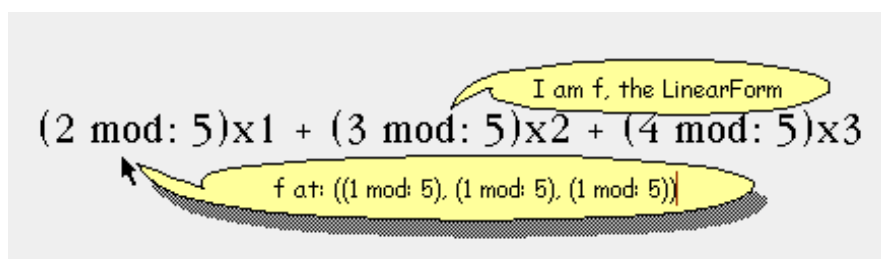 I am f, the LinearForm
(2 mod: 5)x1 + (3 mod: 5)x2 + (4 mod: 5)x3
f at: ((1 mod: 5), (1 mod: 5), (1 mod: 5))